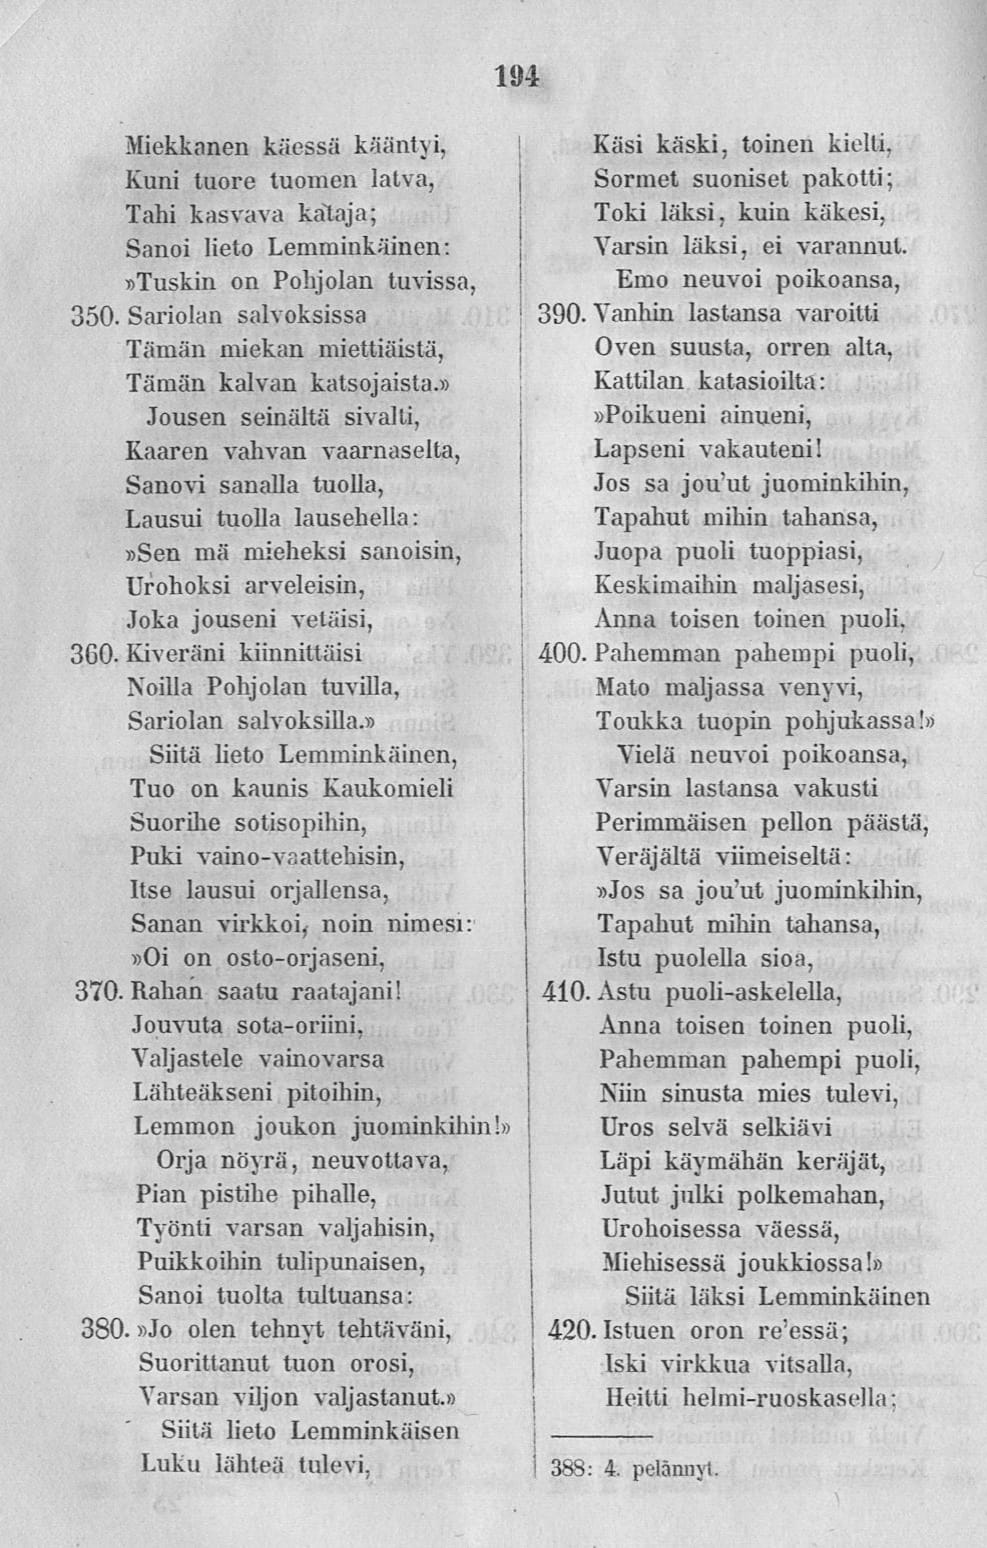 194
Miekkanen käessä kääntyi,
Kuni tuore tuomen latva,
Tahi kasvava kataja;
Sanoi lieto Lemminkäinen:
»Tuskin on Pohjolan tuvissa,
350. Sariolan salvoksissa
Tämän miekan miettiäistä,
Tämän kalvan katsojaista.»
Jousen seinältä sivalti,
Kaaren vahvan vaarnaselta,
Sanovi sanalla tuolla,
Lausui tuolla lausehella:
»Sen mä mieheksi sanoisin,
Urohoksi arveleisin,
Joka jouseni vetäisi,
360. Kiveräni kiinnittäisi
Noilla Pohjolan tuvilla,
Sariolan salvoksilla.»
Siitä lieto Lemminkäinen,
Tuo on kaunis Kaukomieli
Suorihe sotisopihin,
Puki vaino-vaattehisin,
Itse lausui orjallensa,
Sanan virkkoi, noin nimesi:
»Oi on osto-orjaseni,
370. Rahan saatu raatajani!
Jouvuta sota-oriini,
Valjastele vainovarsa
Lähteäkseni pitoihin,
Lemmon joukon juominkihin!»
Orja nöyrä, neuvottava,
Pian pistihe pihalle,
Työnti varsan valjahisin,
Puikkoihin tulipunaisen,
Sanoi tuolta tultuansa:
380. »Jo olen tehnyt tehtäväni,
Suorittanut tuon orosi,
Varsan viljon valjastanut.»
Siitä lieto Lemminkäisen
Luku lähteä tulevi,
Käsi käski, toinen kielti,
Sormet suoniset pakotti;
Toki läksi, kuin käkesi,
Varsin läksi, ei varannut.
Emo neuvoi poikoansa,
390. Vanhin lastansa varoitti
Oven suusta, orren alta,
Kattilan katasioilta:
»Poikueni ainueni,
Lapseni vakauteni!
Jos sa jou'ut juominkihin,
Tapahut mihin tahansa,
Juopa puoli tuoppiasi,
Keskimaihin maljasesi,
Anna toisen toinen puoli,
400. Pahemman pahempi puoli,
Mato maljassa venyvi,
Toukka tuopin pohjukassa!»
Vielä neuvoi poikoansa,
Varsin lastansa vakusti
Perimmäisen pellon päästä,
Veräjältä viimeiseltä:
»Jos sa jou'ut juominkihin,
Tapahut mihin tahansa,
Istu puolella sioa,
410. Astu puoli-askelella,
Anna toisen toinen puoli,
Pahemman pahempi puoli,
Niin sinusta mies tulevi,
Uros selvä selkiävi
Läpi käymähän keräjät,
Jutut julki polkemahan,
Urohoisessa väessä,
Miehisessä joukkiossa!»
Siitä läksi Lemminkäinen
420. Istuen oron re'essä;
Iski virkkua vitsalla,
Heitti helmi-ruoskasella;
388: 4. pelännyt.